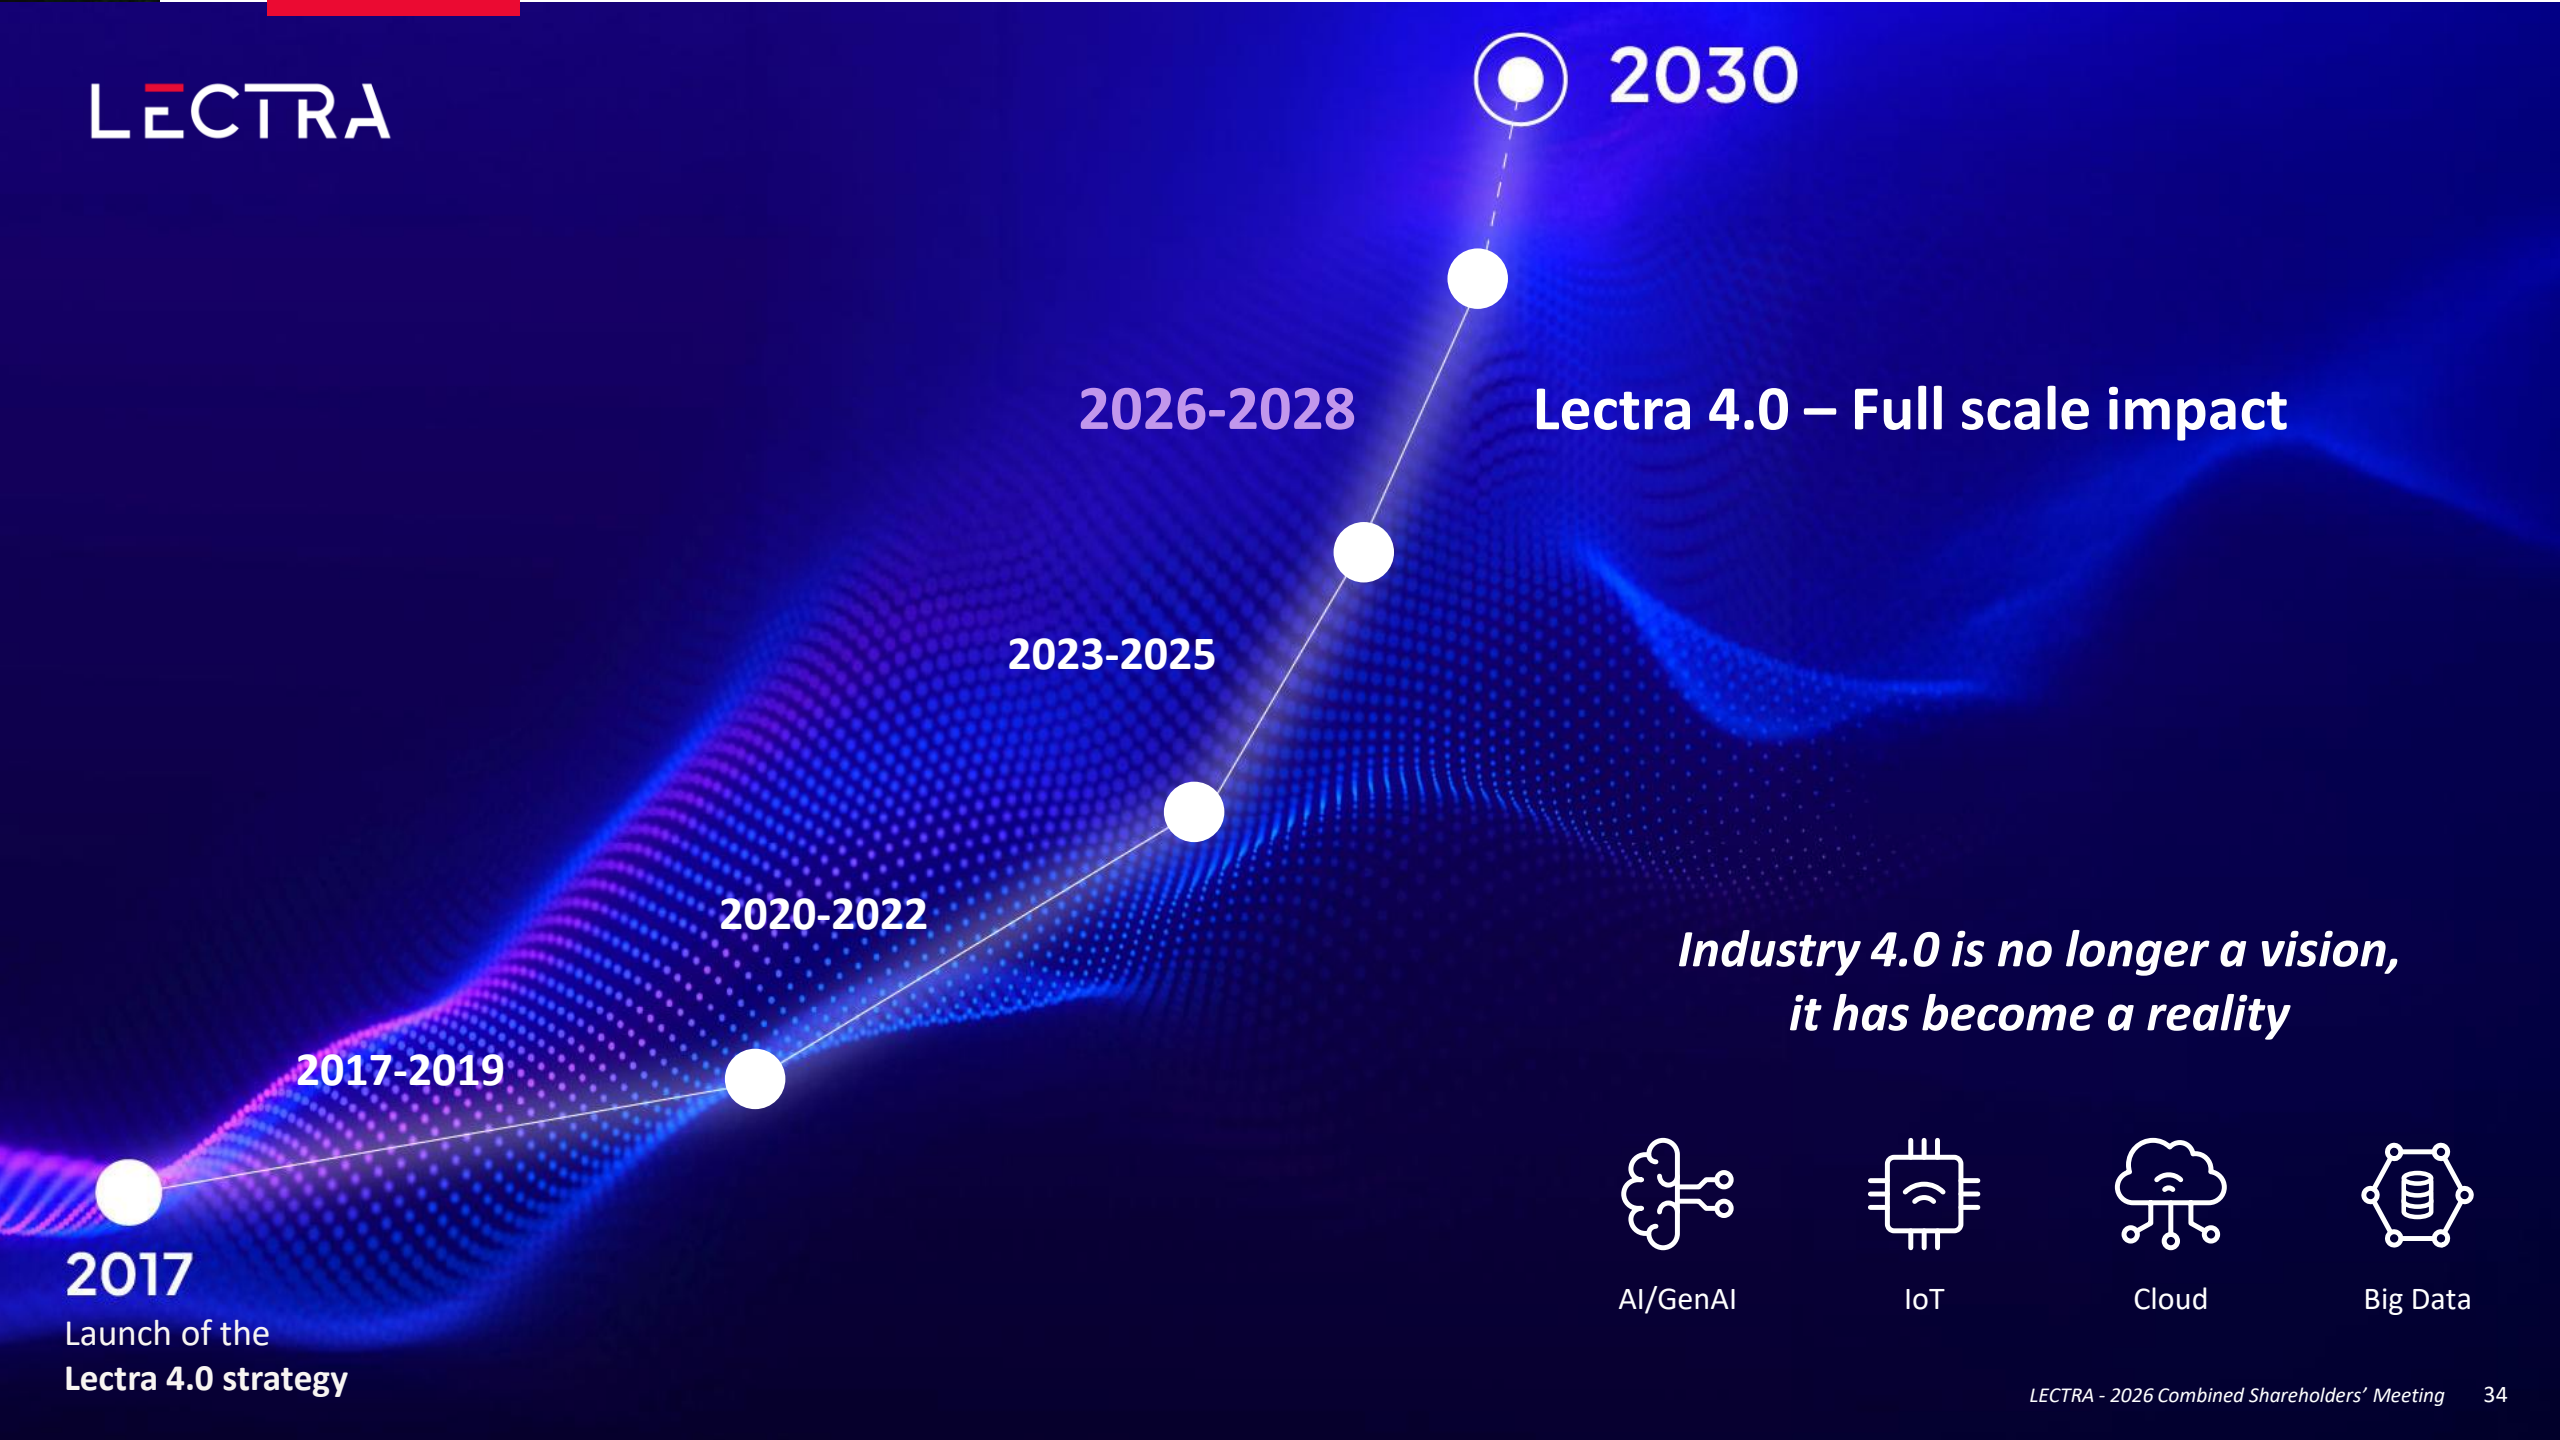 LECTRA
2030
2026-2028
Lectra 4.0 – Full scale impact
2023-2025
2020-2022
Industry 4.0 is no longer a vision,
it has become a reality
2017-2019
2017
Launch of the
Lectra 4.0 strategy
AI/GenAI
IoT
Cloud
Big Data
LECTRA - 2026 Combined Shareholders’ Meeting
34